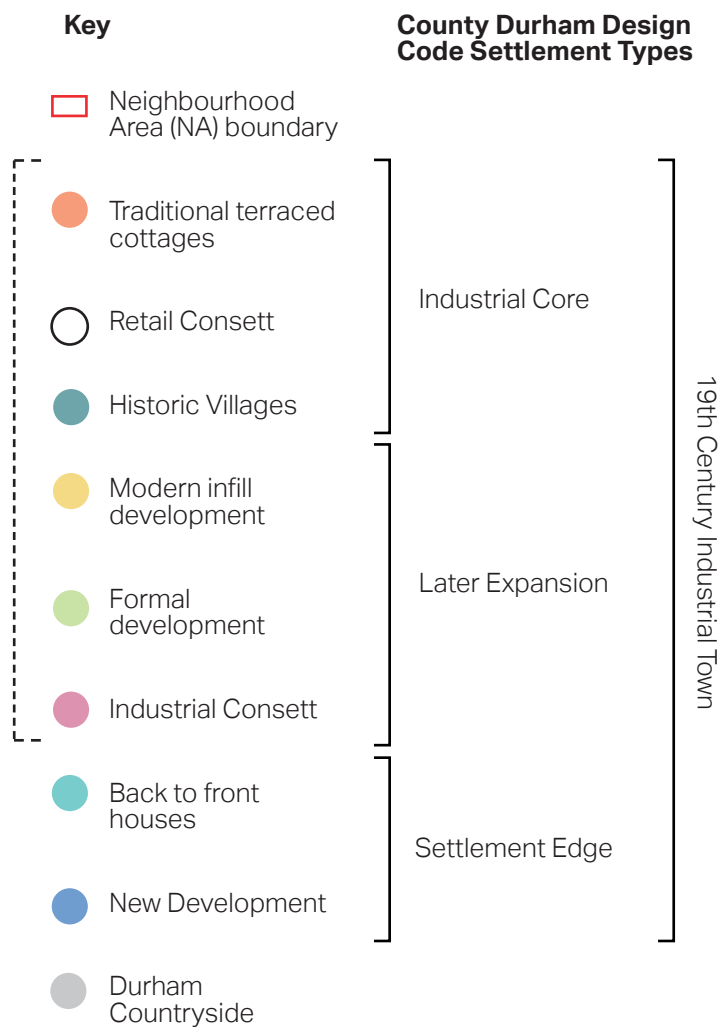 Key
County Durham Design
Code Settlement Types
Neighbourhood
Area (NA) boundary
Traditional terraced
cottages
Retail Consett
Historic Villages
Industrial Core
Modern infill
development
Formal
development
Industrial Consett
Later Expansion
Back to front
houses
New Development
Settlement Edge
19th Century Industrial Town
Durham
Countryside